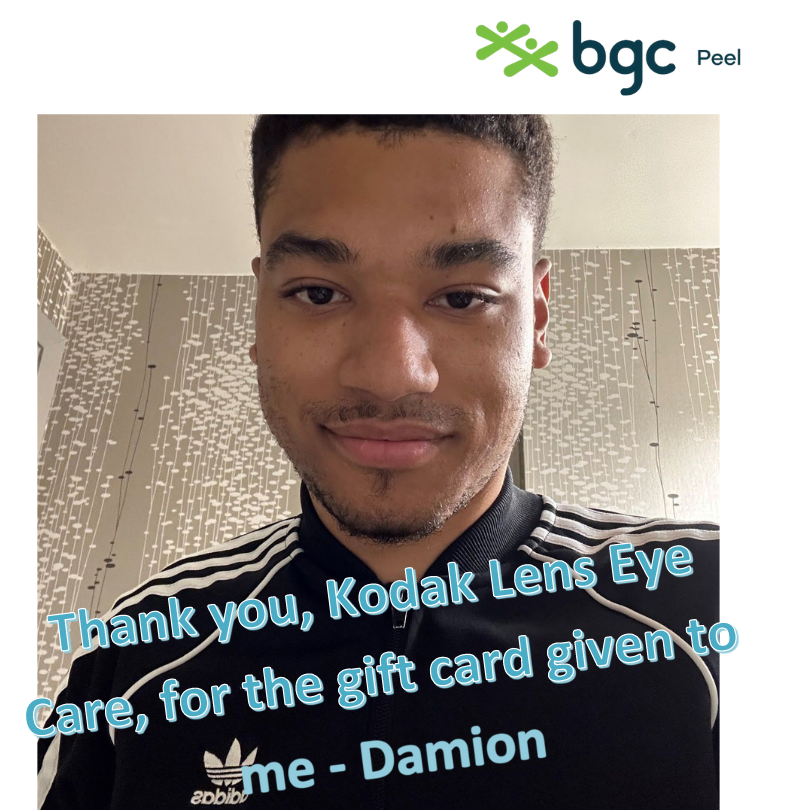 bgc Peel
Thank you, Kodak Lens Eye
Care, for the gift card given to
me - Damion
adidas